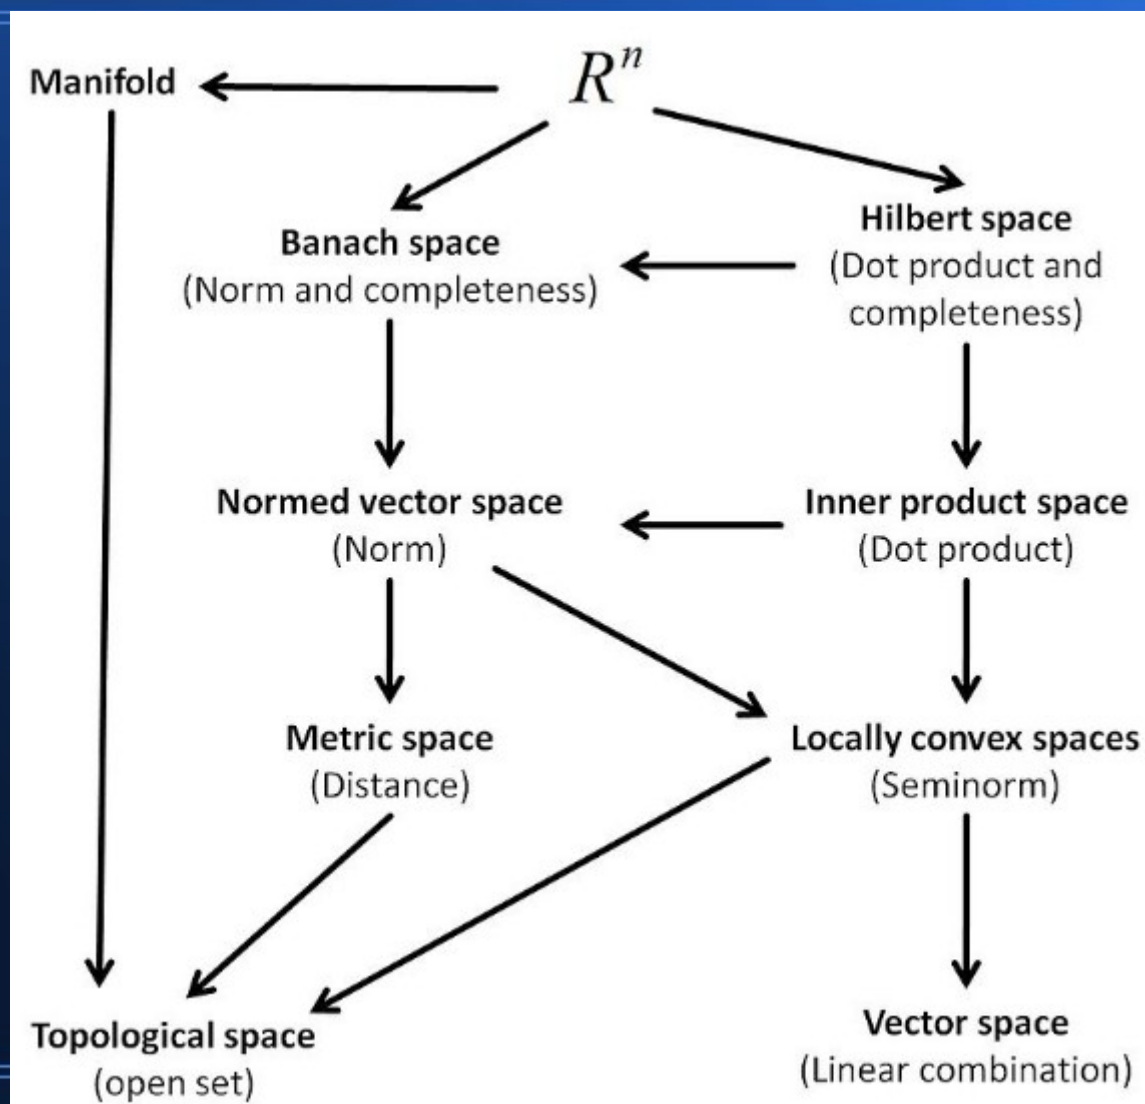 Manifold
Rⁿ
Banach space
(Norm and completeness)
Hilbert space
(Dot product and
completeness)
Normed vector space
(Norm)
Inner product space
(Dot product)
Metric space
(Distance)
Locally convex spaces
(Seminorm)
Topological space
(open set)
Vector space
(Linear combination)